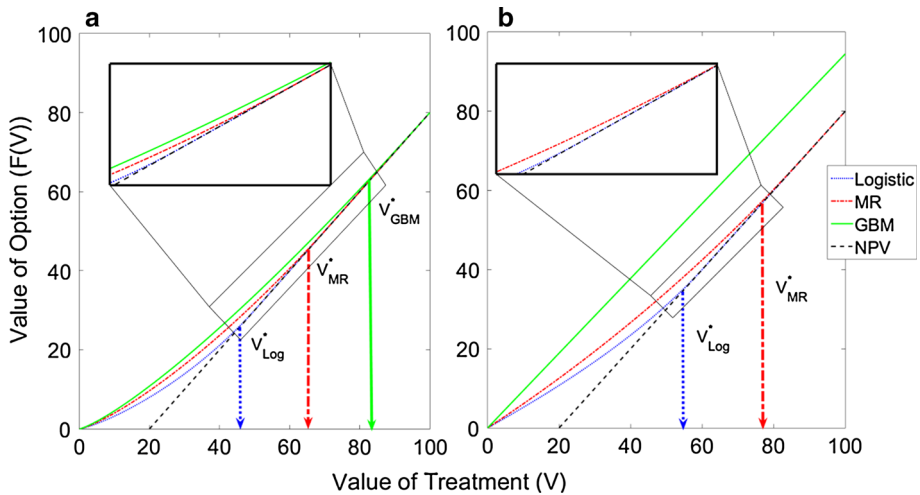 a
b
Value of Option (F(V))
100
80
60
40
20
0
0
20
40
60
80
100
V*Log
V*MR
V*GBM
100
80
60
40
20
0
0
20
40
60
80
100
V*Log
V*MR
Logistic
MR
GBM
NPV
Value of Treatment (V)